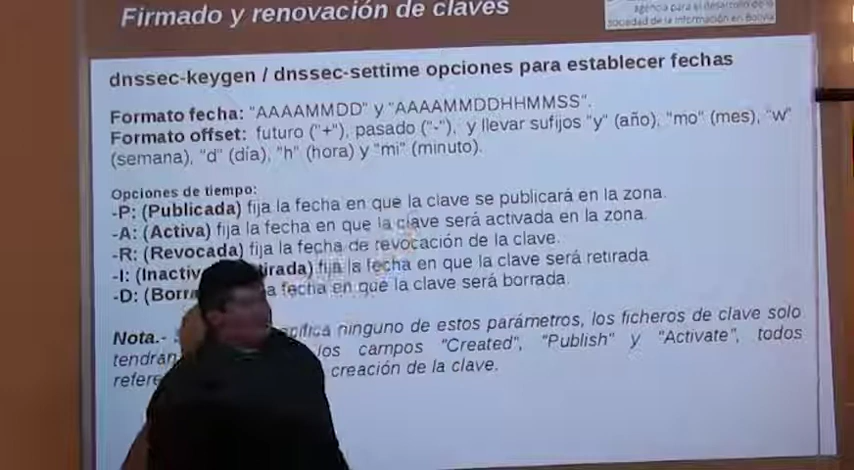 Firmado y renovación de claves
agencia para el desarrollo de la
sociedad de la información en Bolivia
dnssec-keygen / dnssec-settime opciones para establecer fechas
Formato fecha: "AAAAMMDD" y "AAAAMMDDHHMMSS".
Formato offset: futuro ("+"), pasado ("-"), y llevar sufijos "y" (año), "mo" (mes), "w"
(semana), "d" (día), "h" (hora) y "mi" (minuto).
Opciones de tiempo:
-P: (Publicada) fija la fecha en que la clave se publicará en la zona.
-A: (Activa) fija la fecha en que la clave será activada en la zona.
-R: (Revocada) fija la fecha de revocación de la clave.
-I: (Inactiv tirada) fija la fecha en que la clave será retirada
-D: (Borra a fecha en que la clave será borrada.
Nota.- ecifica ninguno de estos parámetros, los ficheros de clave solo
tendrán los campos "Created", "Publish" y "Activate", todos
refere creación de la clave.